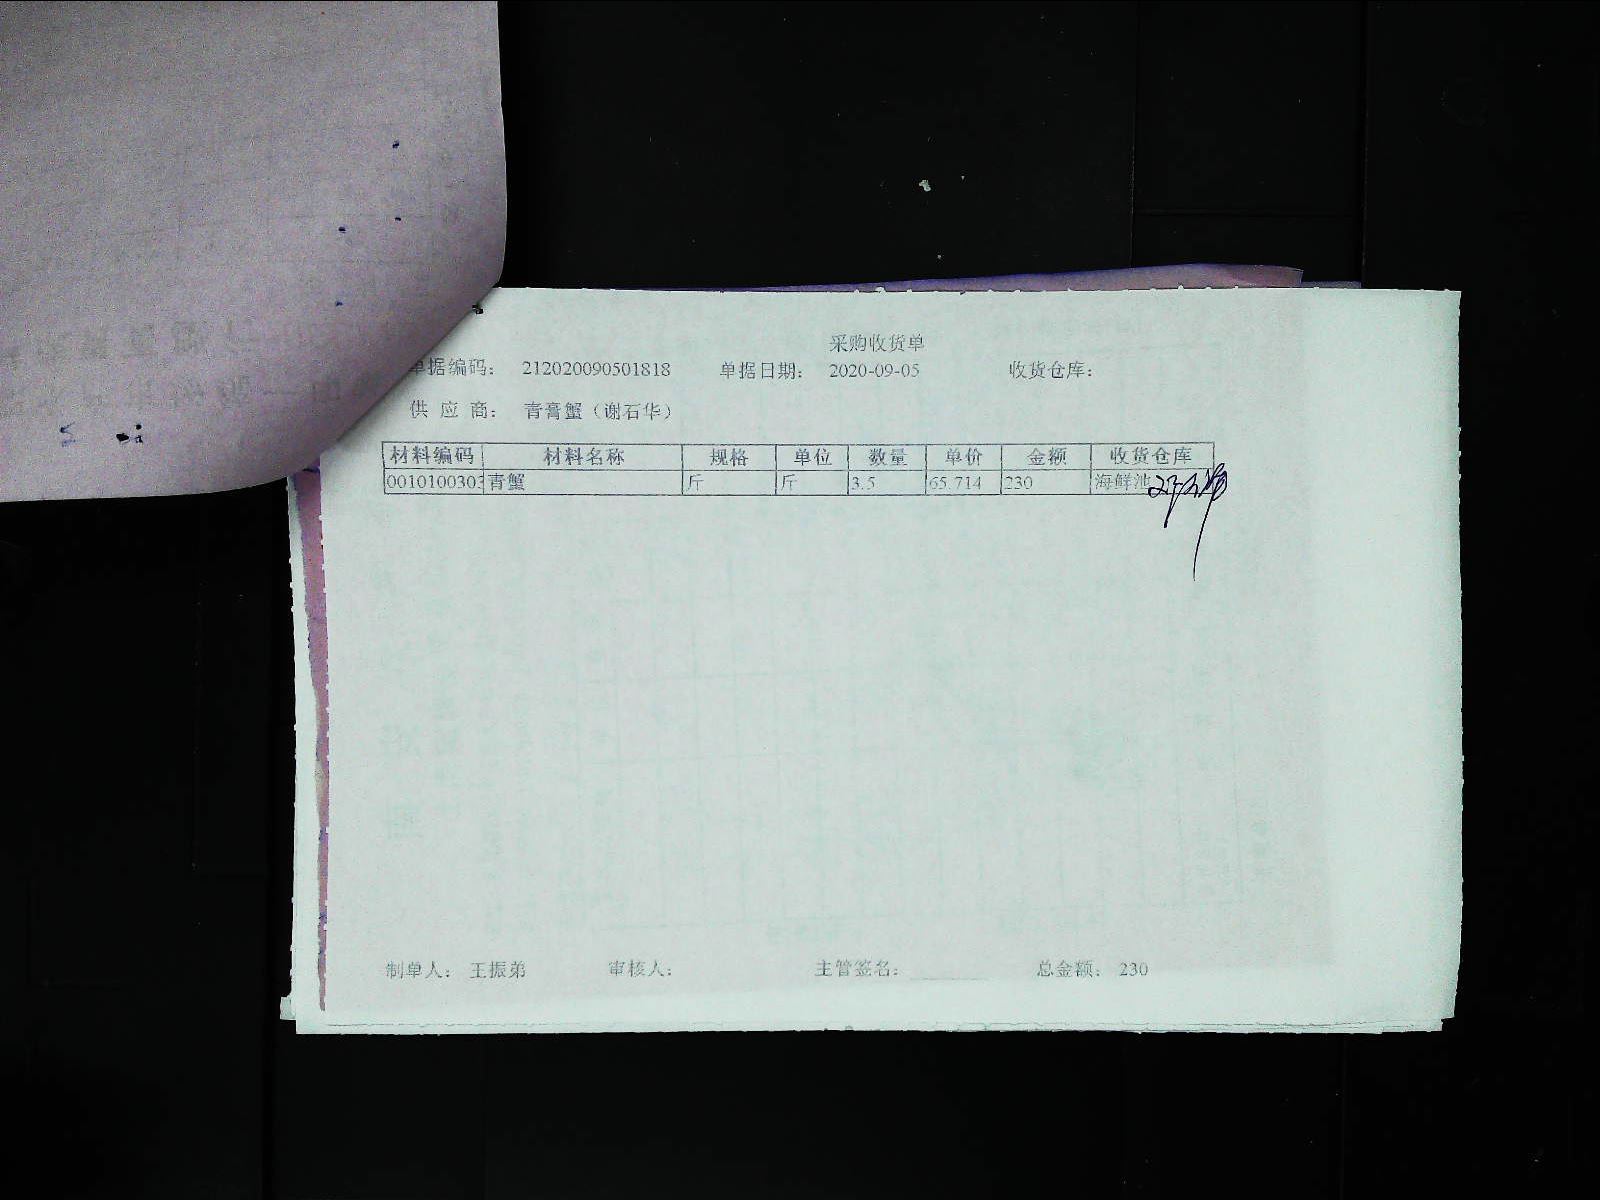 采购收货单
单据编码： 212020090501818 单据日期： 2020-09-05 收货仓库：
供 应 商： 青膏蟹（谢石华）
材料编码 材料名称 规格 单位 数量 单价 金额 收货仓库
0010100303 青蟹 斤 斤 3.5 65.714 230 海鲜池
制单人： 王振弟 审核人： 主管签名： 总金额： 230